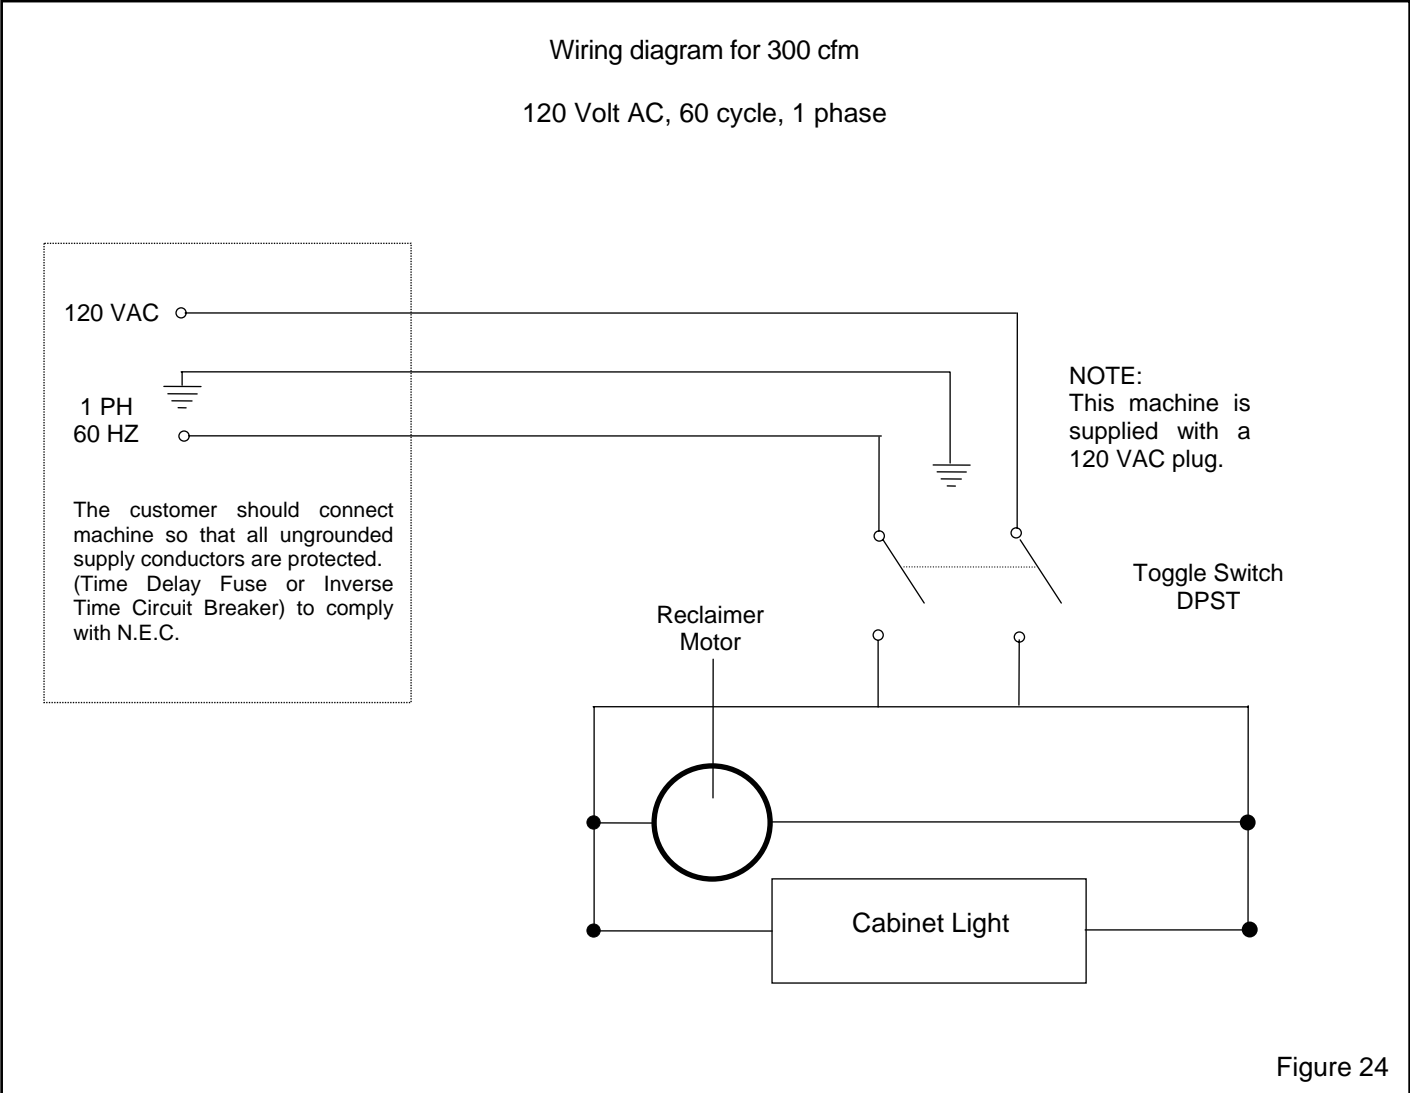 Wiring diagram for 300 cfm
120 Volt AC, 60 cycle, 1 phase
120 VAC
1 PH
60 HZ
The customer should connect
machine so that all ungrounded
supply conductors are protected.
(Time Delay Fuse or Inverse
Time Circuit Breaker) to comply
with N.E.C.
NOTE:
This machine is
supplied with a
120 VAC plug.
Toggle Switch
DPST
Reclaimer
Motor
Cabinet Light
Figure 24